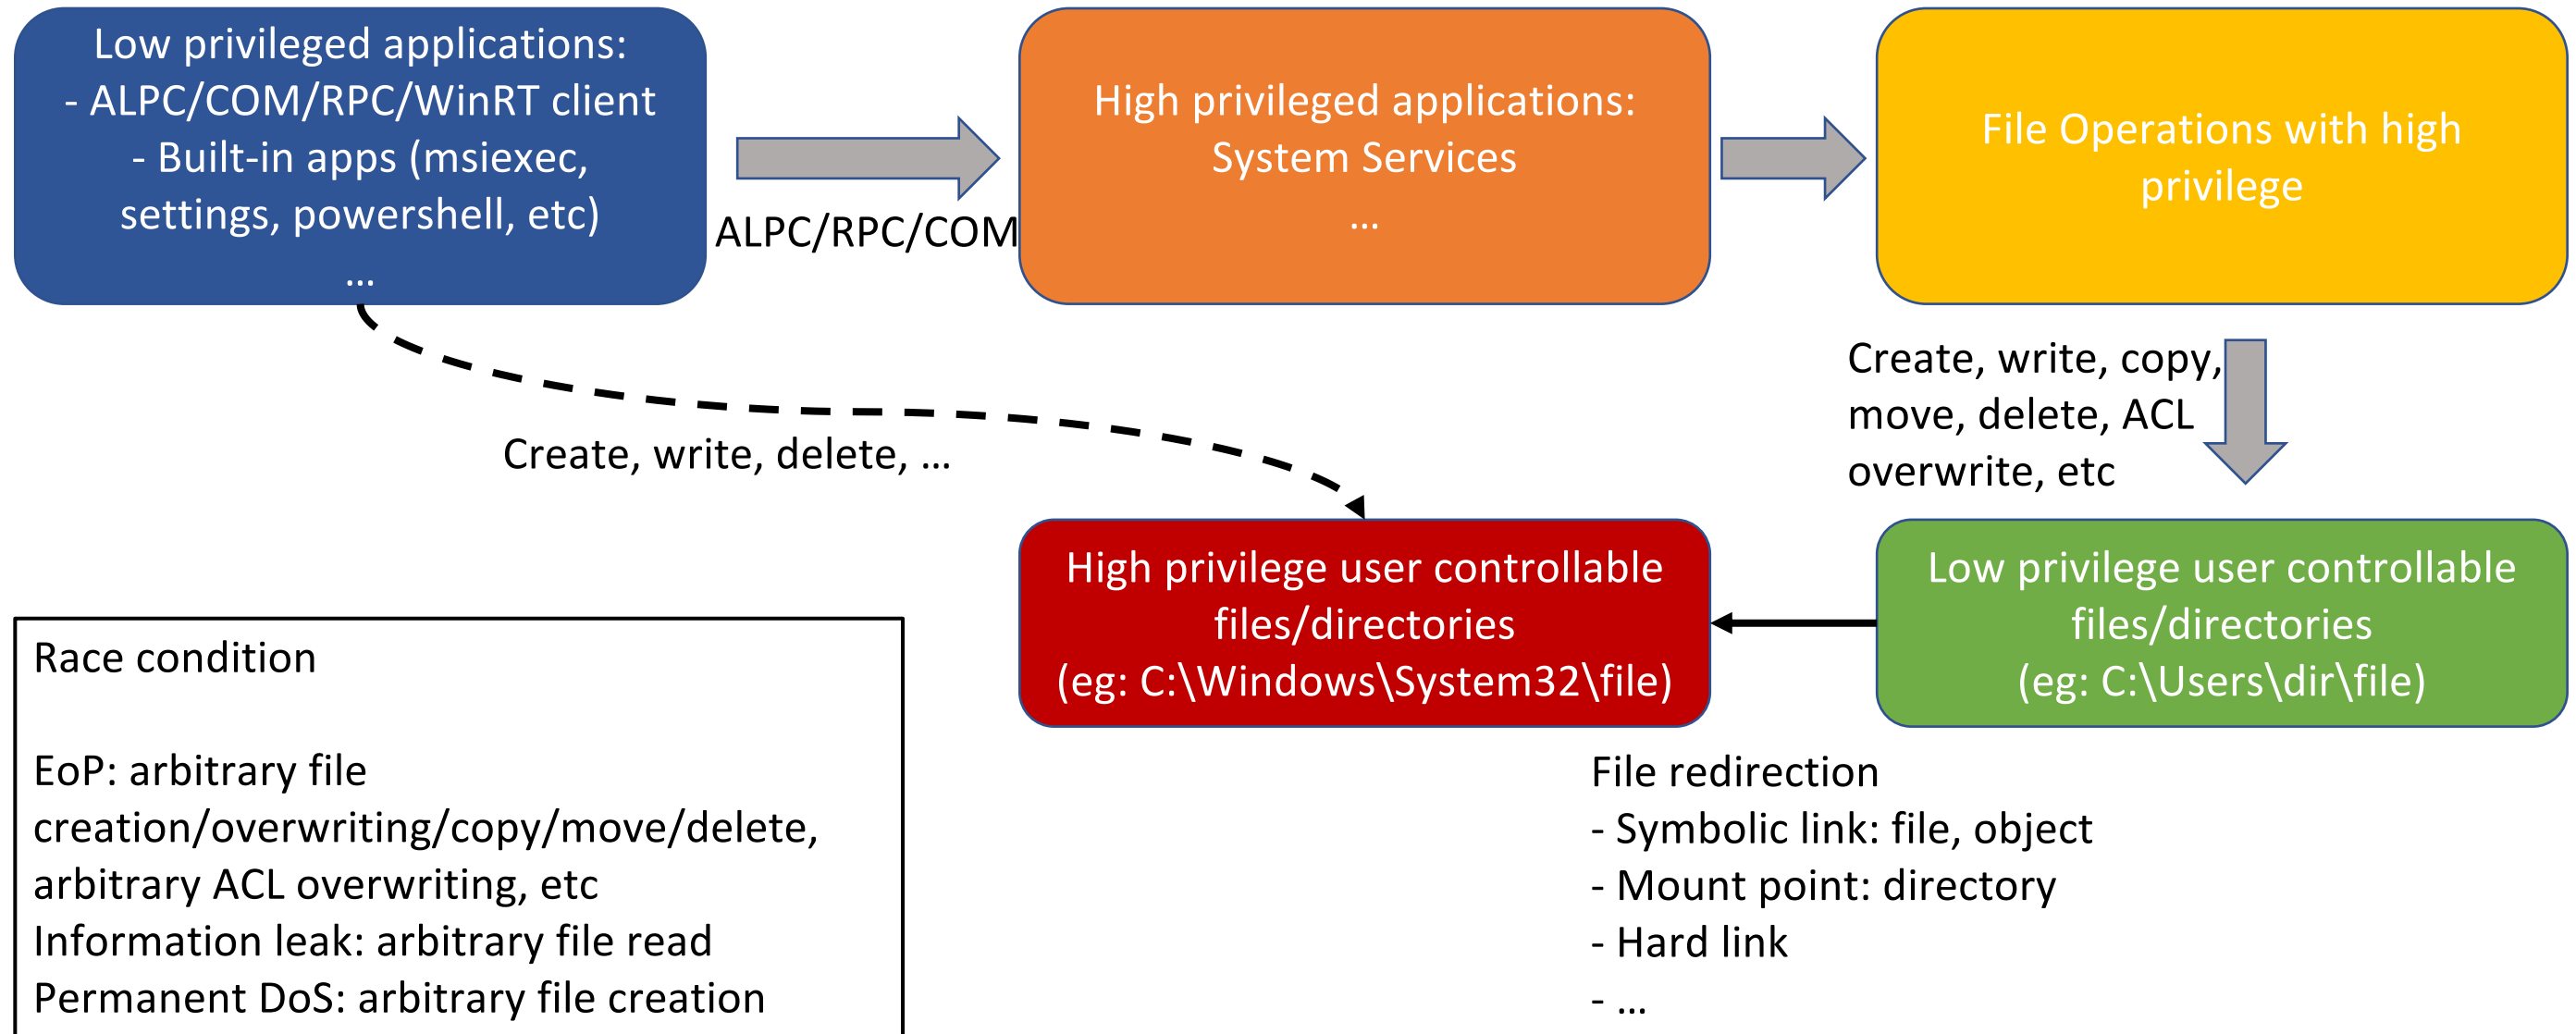 Low privileged applications:
- ALPC/COM/RPC/WinRT client
- Built-in apps (msiexec,
settings, powershell, etc)
...
ALPC/RPC/COM
High privileged applications:
System Services
...
File Operations with high
privilege
Create, write, copy,
move, delete, ACL
overwrite, etc
Create, write, delete, ...
High privilege user controllable
files/directories
(eg: C:\Windows\System32\file)
Low privilege user controllable
files/directories
(eg: C:\Users\dir\file)
Race condition
EoP: arbitrary file
creation/overwriting/copy/move/delete,
arbitrary ACL overwriting, etc
Information leak: arbitrary file read
Permanent DoS: arbitrary file creation
File redirection
- Symbolic link: file, object
- Mount point: directory
- Hard link
- ...